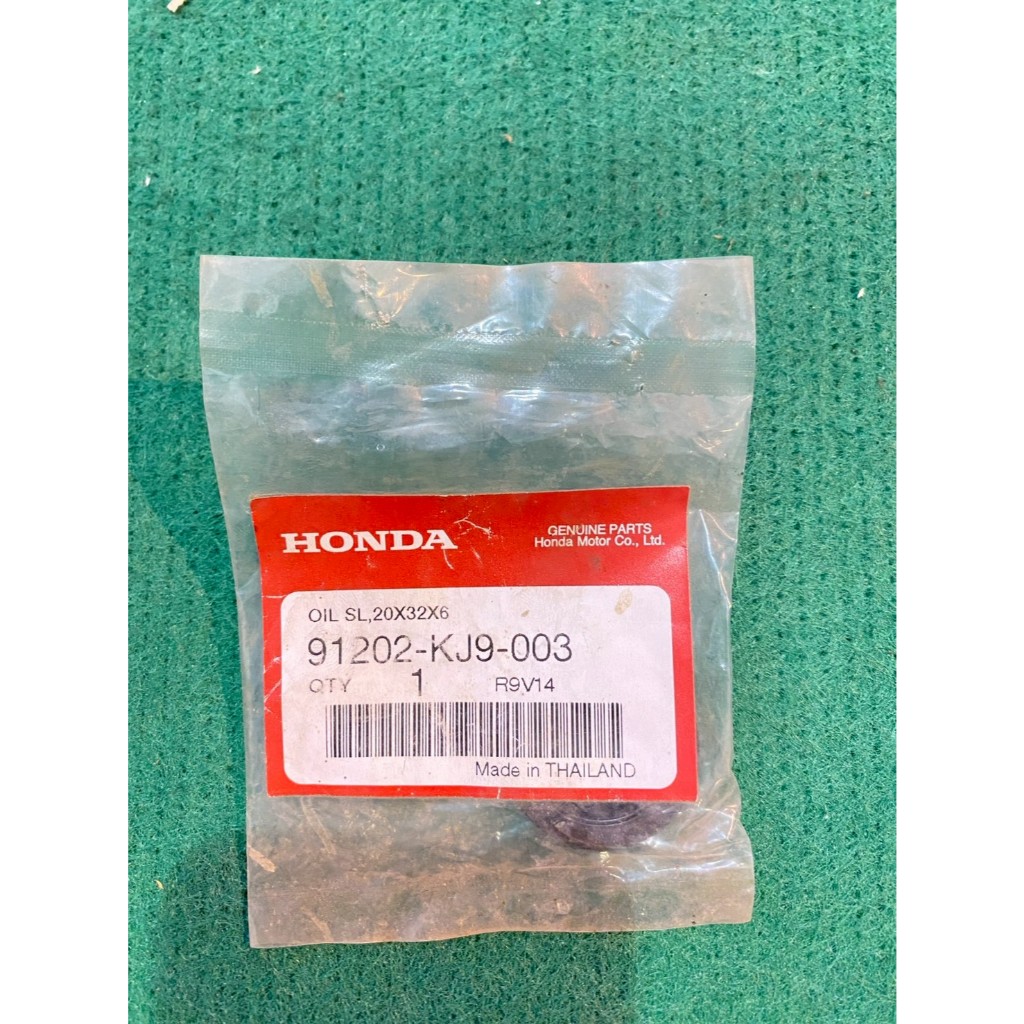 HONDA
GENUINE PARTS
Honda Motor Co., Ltd.
OIL SL,20X32X6
91202-KJ9-003
QTY 1 R9V14
Made in THAILAND